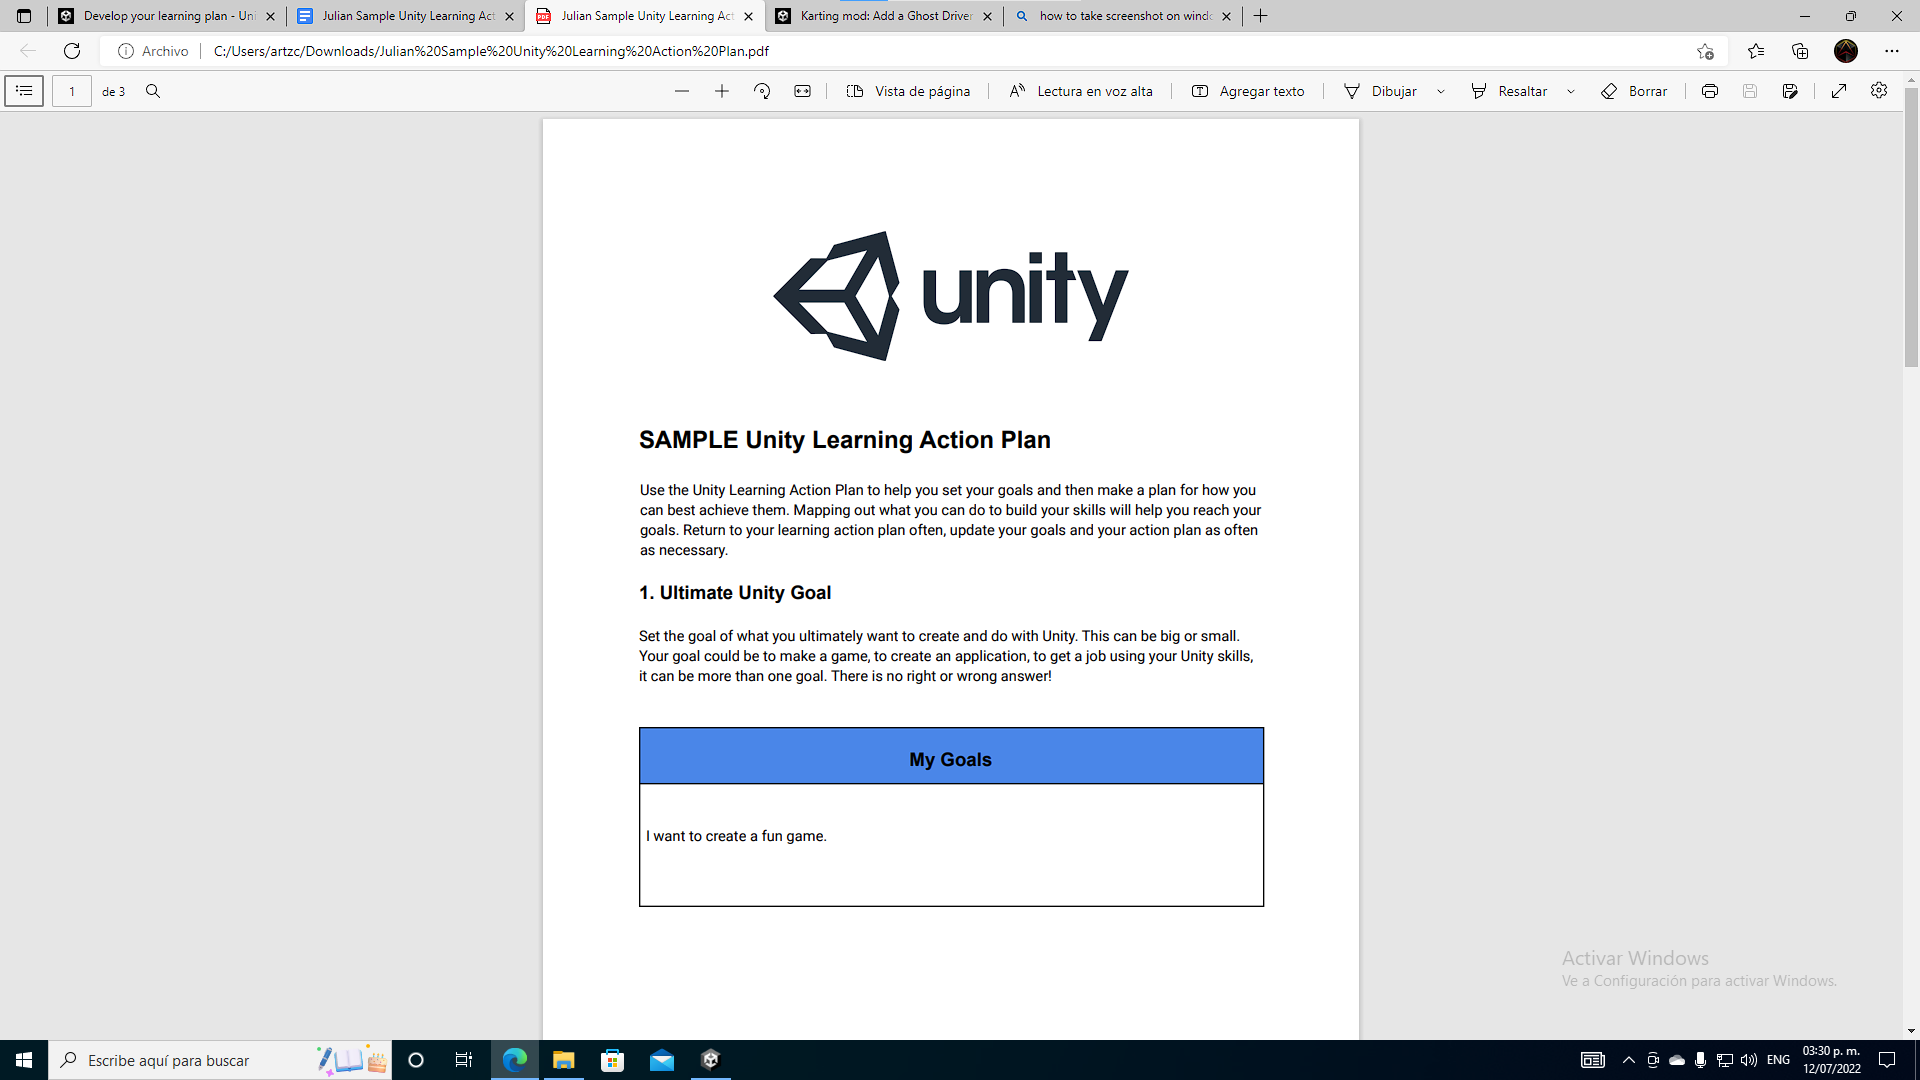 Develop your learning plan - Uni
Julian Sample Unity Learning Act
Julian Sample Unity Learning Act
Karting mod: Add a Ghost Driver
how to take screenshot on windo
Archivo
C:/Users/artzc/Downloads/Julian%20Sample%20Unity%20Learning%20Action%20Plan.pdf
1 de 3
Vista de página
Lectura en voz alta
Agregar texto
Dibujar
Resaltar
Borrar
unity
SAMPLE Unity Learning Action Plan
Use the Unity Learning Action Plan to help you set your goals and then make a plan for how you
can best achieve them. Mapping out what you can do to build your skills will help you reach your
goals. Return to your learning action plan often, update your goals and your action plan as often
as necessary.
1. Ultimate Unity Goal
Set the goal of what you ultimately want to create and do with Unity. This can be big or small.
Your goal could be to make a game, to create an application, to get a job using your Unity skills,
it can be more than one goal. There is no right or wrong answer!
My Goals
I want to create a fun game.
Activar Windows
Ve a Configuración para activar Windows.
Escribe aquí para buscar
ENG
03:30 p. m.
12/07/2022